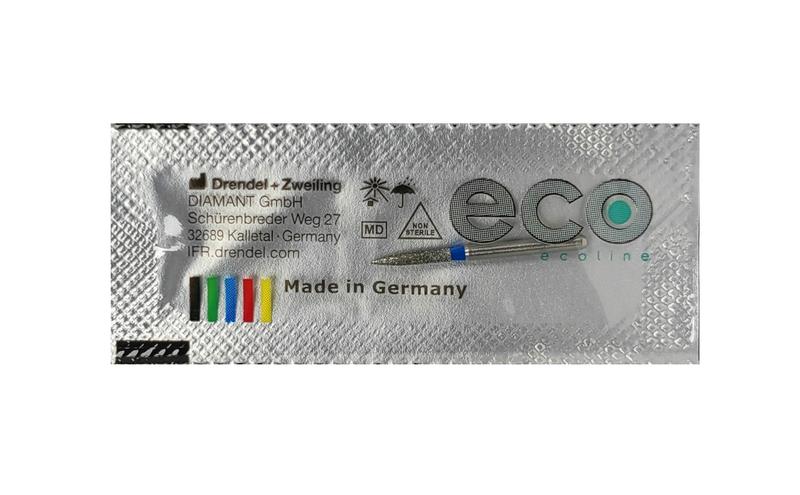 Drendel + Zweiling
DIAMANT GmbH
Schürenbreder Weg 27
32689 Kalletal · Germany
IFR.drendel.com
MD
NON
STERILE
eco
ecoline
Made in Germany